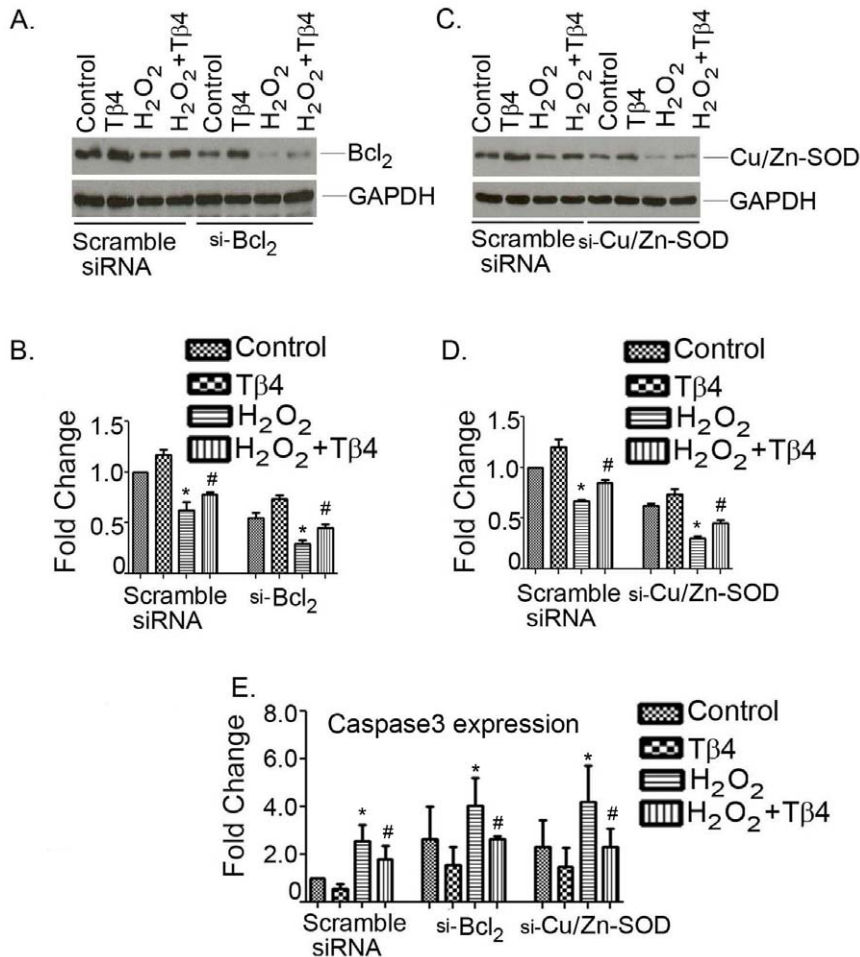 A.
Control
Tβ4
H₂O₂
H₂O₂+Tβ4
Control
Tβ4
H₂O₂
H₂O₂+Tβ4
Bcl₂
GAPDH
Scramble
siRNA
si-Bcl₂
C.
Control
Tβ4
H₂O₂
H₂O₂+Tβ4
Control
Tβ4
H₂O₂
H₂O₂+Tβ4
Cu/Zn-SOD
GAPDH
Scramble
siRNA
si-Cu/Zn-SOD
B.
Control
Tβ4
H₂O₂
H₂O₂+Tβ4
Fold Change
1.5
1.0
0.5
0
*
#
*
#
Scramble
siRNA
si-Bcl₂
D.
Control
Tβ4
H₂O₂
H₂O₂+Tβ4
Fold Change
1.5
1.0
0.5
0
*
#
*
#
Scramble
siRNA
si-Cu/Zn-SOD
E.
Caspase3 expression
Control
Tβ4
H₂O₂
H₂O₂+Tβ4
Fold Change
8.0
6.0
4.0
2.0
0
*
#
*
#
*
#
Scramble
siRNA
si-Bcl₂
si-Cu/Zn-SOD